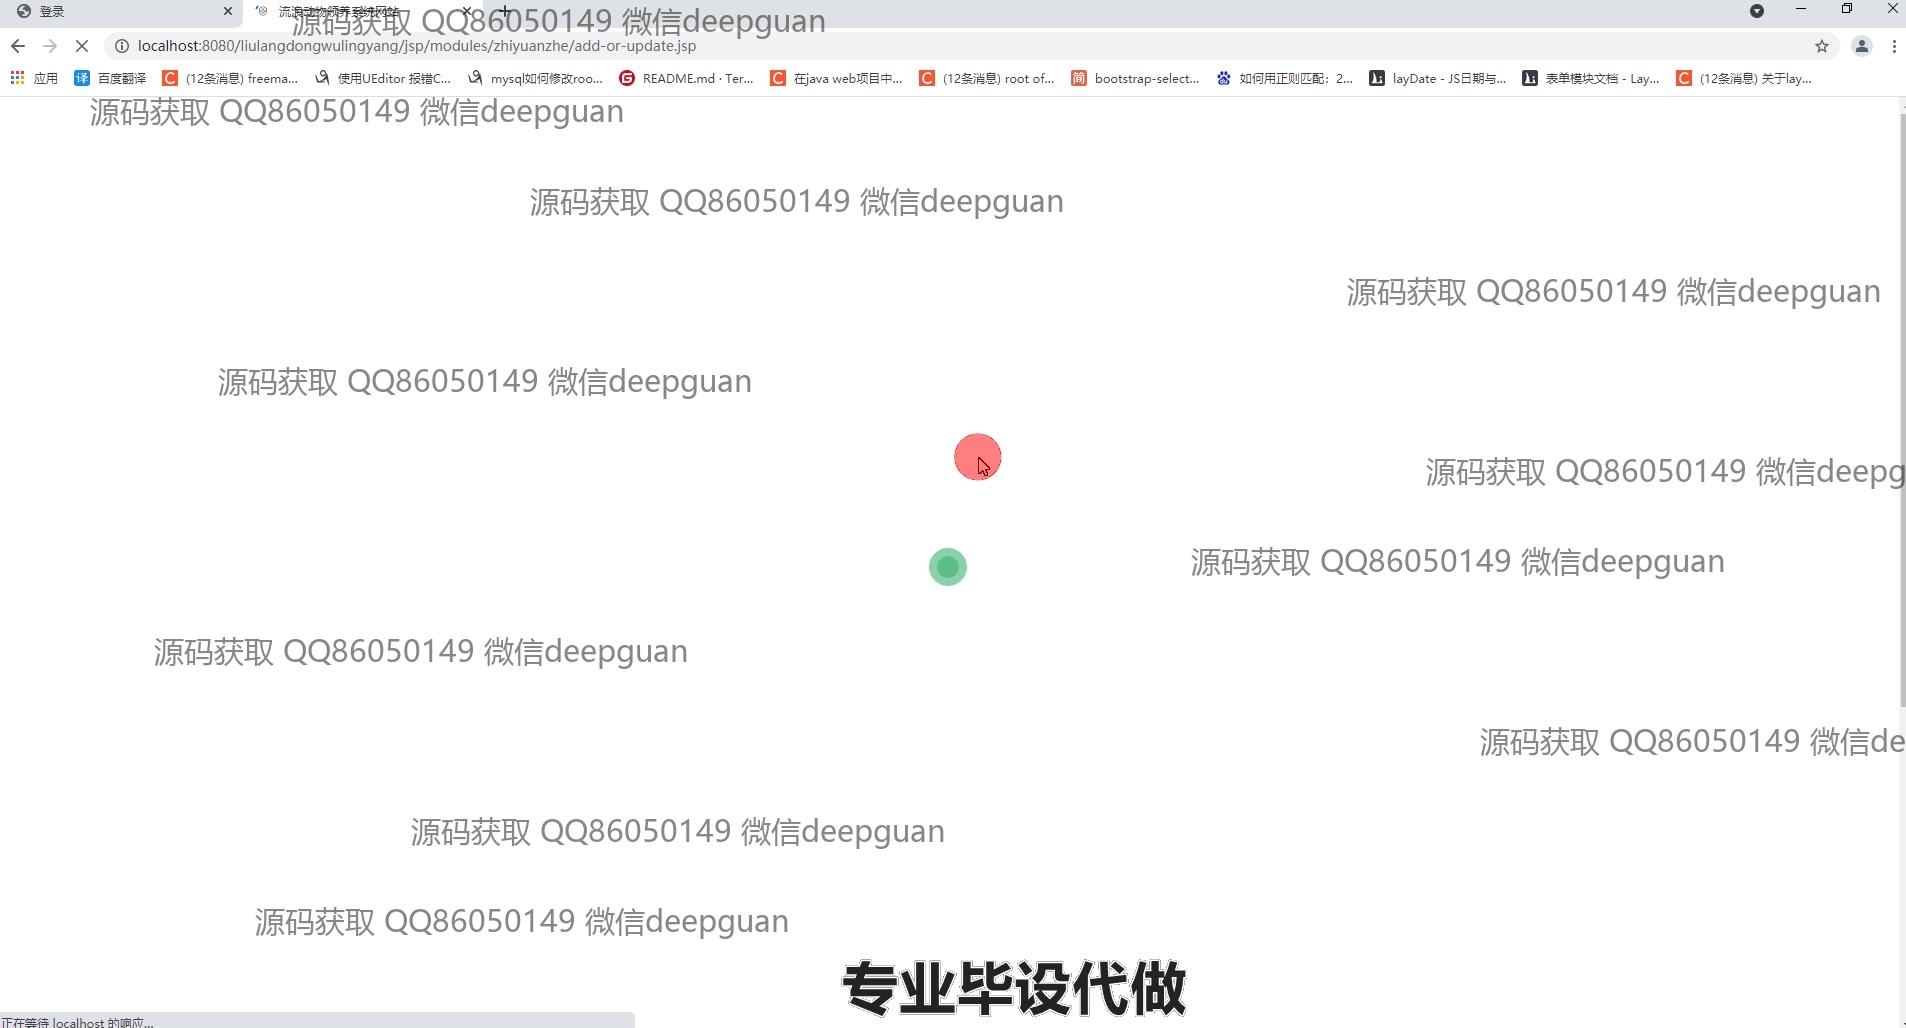 登录
流浪动物领养系统网站
源码获取 QQ86050149 微信deepguan
localhost:8080/liulangdongwulingyang/jsp/modules/zhiyuanzhe/add-or-update.jsp
应用 译 百度翻译 C (12条消息) freema... 使用UEditor 报错C... mysql如何修改roo... G README.md · Ter... C 在java web项目中... C (12条消息) root of... 简 bootstrap-select... 如何用正则匹配：2... layDate - JS日期与... 表单模块文档 - Lay... C (12条消息) 关于lay...
源码获取 QQ86050149 微信deepguan
源码获取 QQ86050149 微信deepguan
源码获取 QQ86050149 微信deepguan
源码获取 QQ86050149 微信deepguan
源码获取 QQ86050149 微信deepg
源码获取 QQ86050149 微信deepguan
源码获取 QQ86050149 微信deepguan
源码获取 QQ86050149 微信de
源码获取 QQ86050149 微信deepguan
源码获取 QQ86050149 微信deepguan
专业毕设代做
正在等待 localhost 的响应...